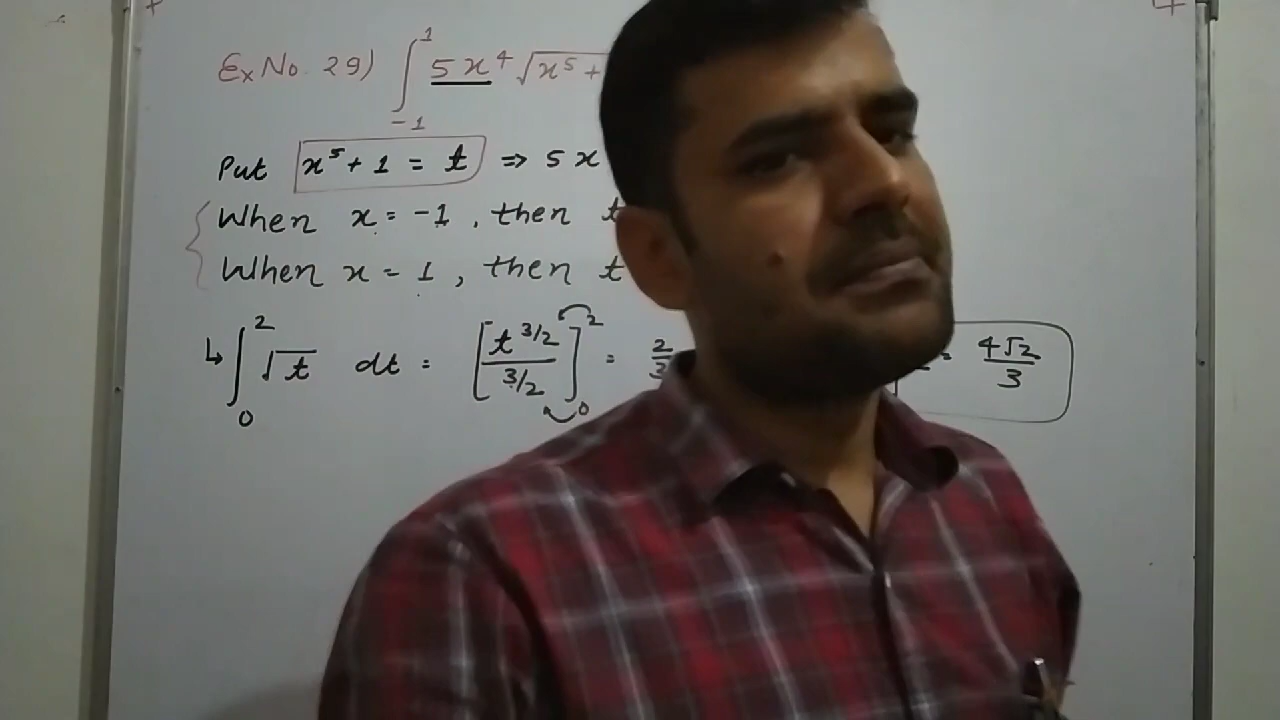 Ex No. 29) ∫₋₁¹ 5x⁴ √x⁵ +
Put x⁵ + 1 = t ⇒ 5x
When x = -1, then t
When x = 1, then t
↳ ∫₀² √t dt = [t^3/2 / 3/2]₀² = 2/3 = 4√2/3